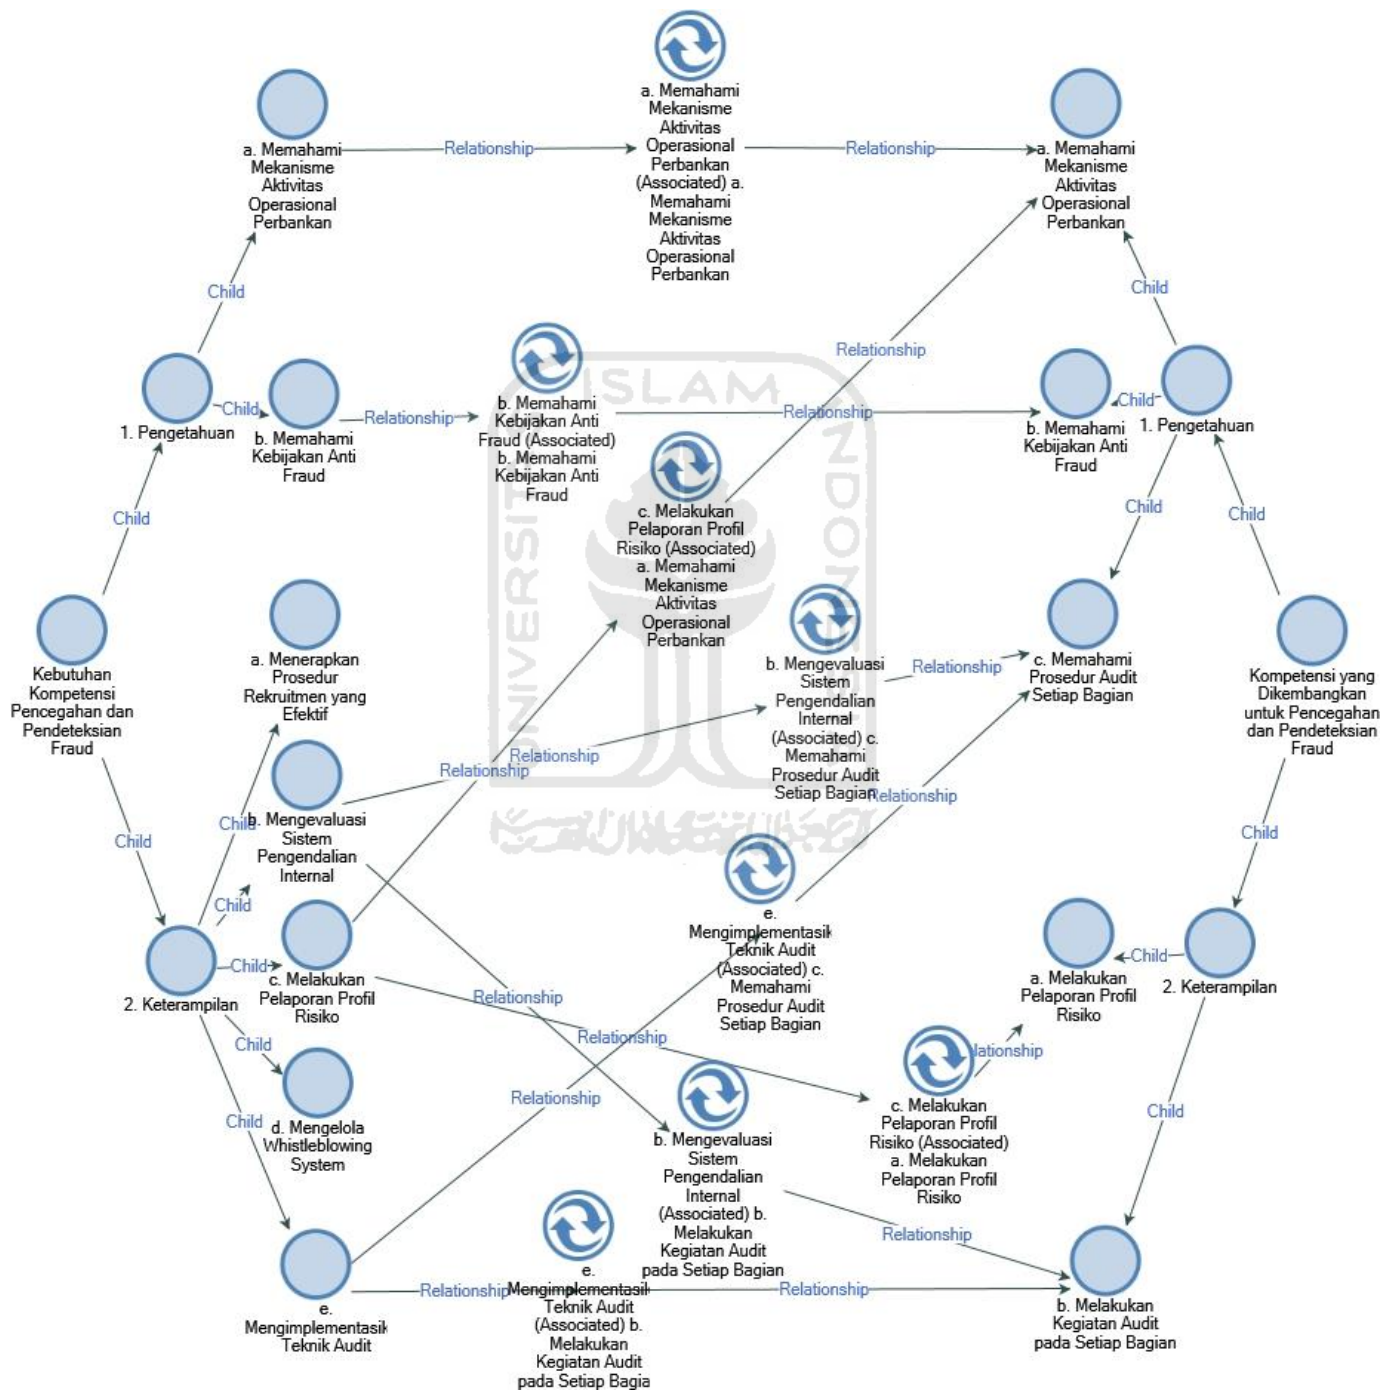 a. Memahami
Mekanisme
Aktivitas
Operasional
Perbankan
(Associated) a.
Memahami
Mekanisme
Aktivitas
Operasional
Perbankan
a. Memahami
Mekanisme
Aktivitas
Operasional
Perbankan
Relationship
Relationship
a. Memahami
Mekanisme
Aktivitas
Operasional
Perbankan
Child
Child
1. Pengetahuan
Child
b. Memahami
Kebijakan Anti
Fraud
Relationship
b. Memahami
Kebijakan Anti
Fraud (Associated)
b. Memahami
Kebijakan Anti
Fraud
Relationship
Relationship
b. Memahami
Kebijakan Anti
Fraud
Child
1. Pengetahuan
c. Melakukan
Pelaporan Profil
Risiko (Associated)
a. Memahami
Mekanisme
Aktivitas
Operasional
Perbankan
Child
Child
Child
Kebutuhan
Kompetensi
Pencegahan dan
Pendeteksian
Fraud
a. Menerapkan
Prosedur
Rekruitmen yang
Efektif
b. Mengevaluasi
Sistem
Pengendalian
Internal
(Associated) c.
Memahami
Prosedur Audit
Setiap Bagian
Relationship
c. Memahami
Prosedur Audit
Setiap Bagian
Kompetensi yang
Dikembangkan
untuk Pencegahan
dan Pendeteksian
Fraud
Relationship
Relationship
Relationship
Child
Child
b. Mengevaluasi
Sistem
Pengendalian
Internal
Child
Child
2. Keterampilan
Child
c. Melakukan
Pelaporan Profil
Risiko
e.
Mengimplementasik
Teknik Audit
(Associated) c.
Memahami
Prosedur Audit
Setiap Bagian
a. Melakukan
Pelaporan Profil
Risiko
Child
2. Keterampilan
Relationship
Relationship
lationship
Child
d. Mengelola
Whistleblowing
System
Child
Relationship
b. Mengevaluasi
Sistem
Pengendalian
Internal
(Associated) b.
Melakukan
Kegiatan Audit
pada Setiap Bagian
c. Melakukan
Pelaporan Profil
Risiko (Associated)
a. Melakukan
Pelaporan Profil
Risiko
Child
Relationship
e.
Mengimplementasik
Teknik Audit
Relationship
e.
Mengimplementasik
Teknik Audit
(Associated) b.
Melakukan
Kegiatan Audit
pada Setiap Bagia
Relationship
b. Melakukan
Kegiatan Audit
pada Setiap Bagian
UNIVERSITAS
ISLAM
INDONESIA